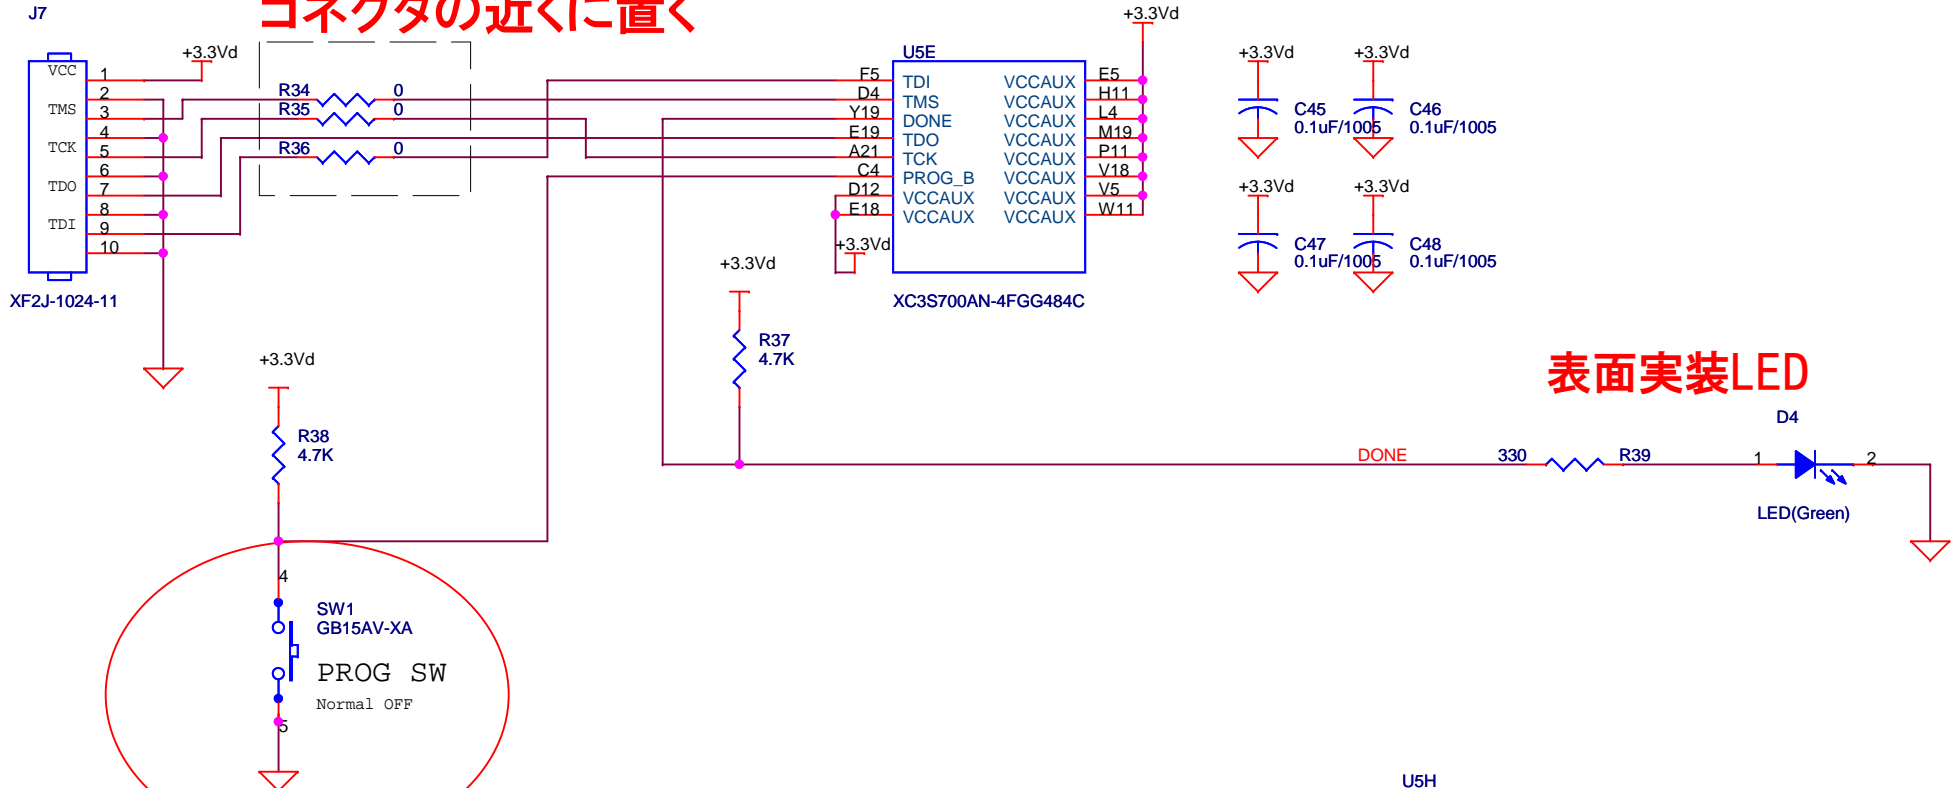 コネクタの近くに置く
J7
VCC
TMS
TCK
TDO
TDI
1
2
3
4
5
6
7
8
9
10
XF2J-1024-11
+3.3Vd
R34 0
R35 0
R36 0
U5E
F5 TDI
D4 TMS
Y19 DONE
E19 TDO
A21 TCK
C4 PROG_B
D12 VCCAUX
E18 VCCAUX
VCCAUX E5
VCCAUX H11
VCCAUX L4
VCCAUX M19
VCCAUX P11
VCCAUX V18
VCCAUX V5
VCCAUX W11
+3.3Vd
+3.3Vd
XC3S700AN-4FGG484C
+3.3Vd
C45
0.1uF/1005
+3.3Vd
C46
0.1uF/1005
+3.3Vd
C47
0.1uF/1005
+3.3Vd
C48
0.1uF/1005
+3.3Vd
R37
4.7K
+3.3Vd
R38
4.7K
表面実装LED
D4
DONE
330 R39
1 2
LED(Green)
4
SW1
GB15AV-XA
PROG SW
Normal OFF
5
U5H